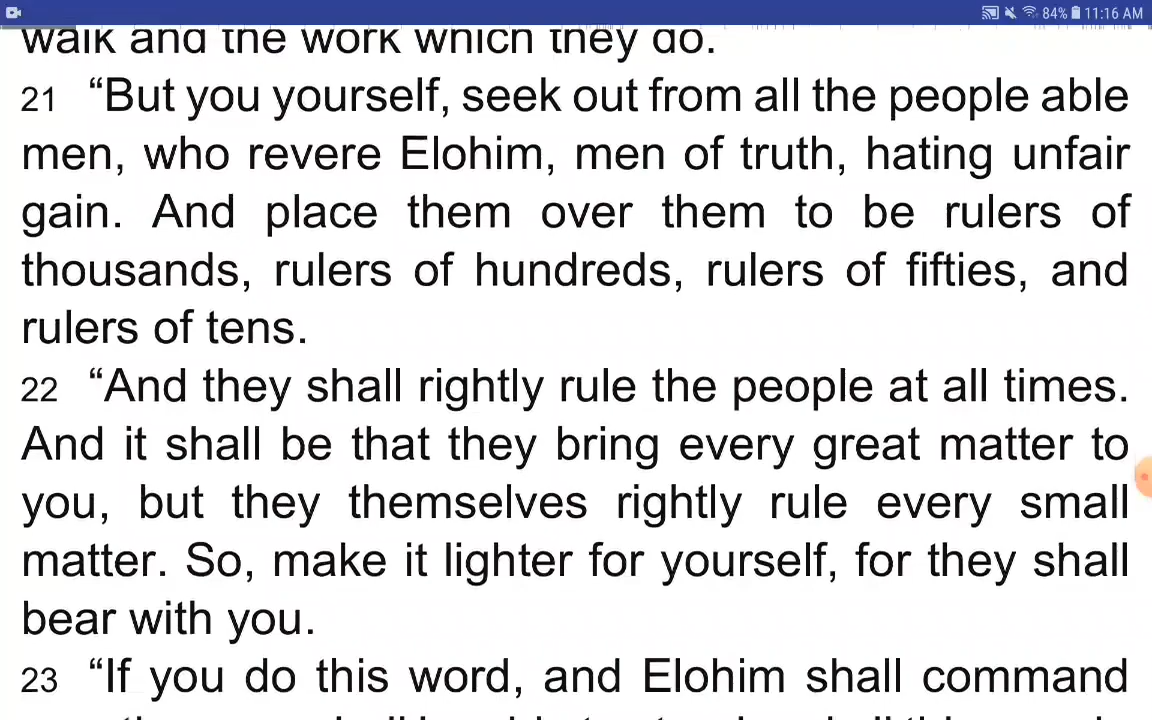 84% 11:16 AM
walk and the work which they do.
21 “But you yourself, seek out from all the people able
men, who revere Elohim, men of truth, hating unfair
gain. And place them over them to be rulers of
thousands, rulers of hundreds, rulers of fifties, and
rulers of tens.
22 “And they shall rightly rule the people at all times.
And it shall be that they bring every great matter to
you, but they themselves rightly rule every small
matter. So, make it lighter for yourself, for they shall
bear with you.
23 “If you do this word, and Elohim shall command